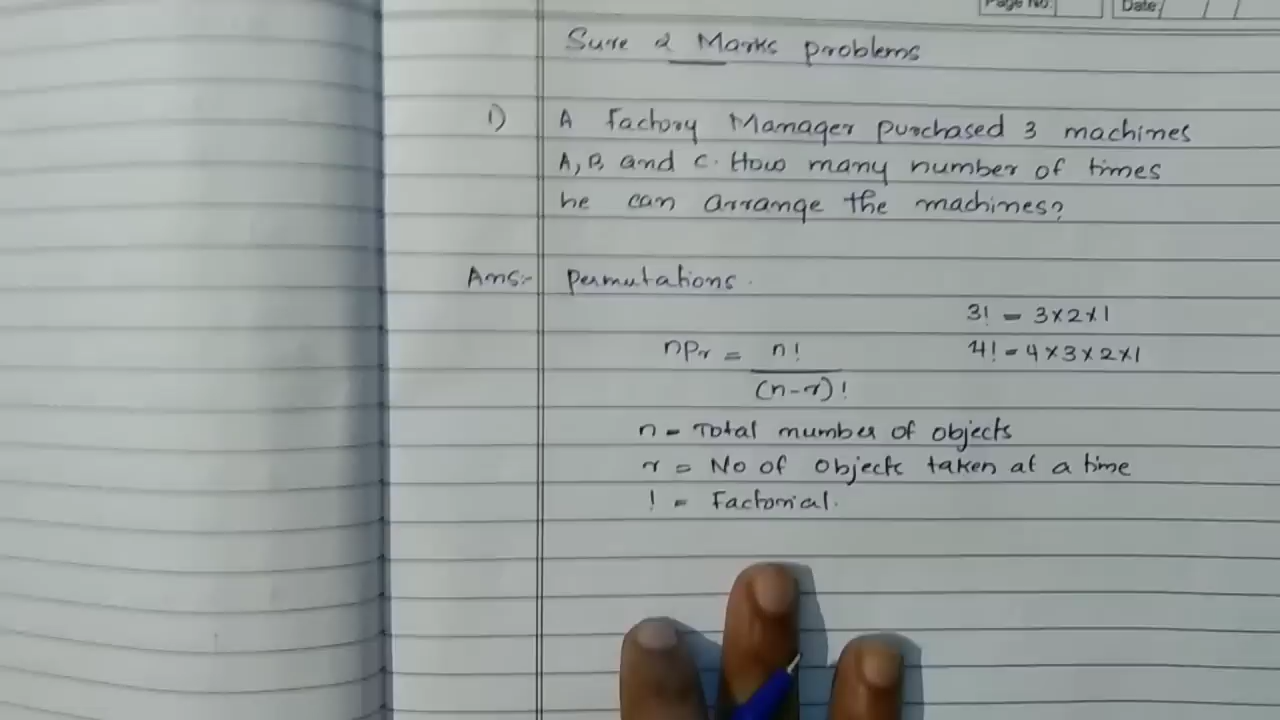 Page No.
Date
Sure 2 Marks problems
1) A Factory Manager purchased 3 machines
A, B and C. How many number of times
he can arrange the machines?
Ans:- Permutations.
3! = 3×2×1
nPr = n! / (n-r)!
4! = 4×3×2×1
n = Total number of objects
r = No of objects taken at a time
! = Factorial.